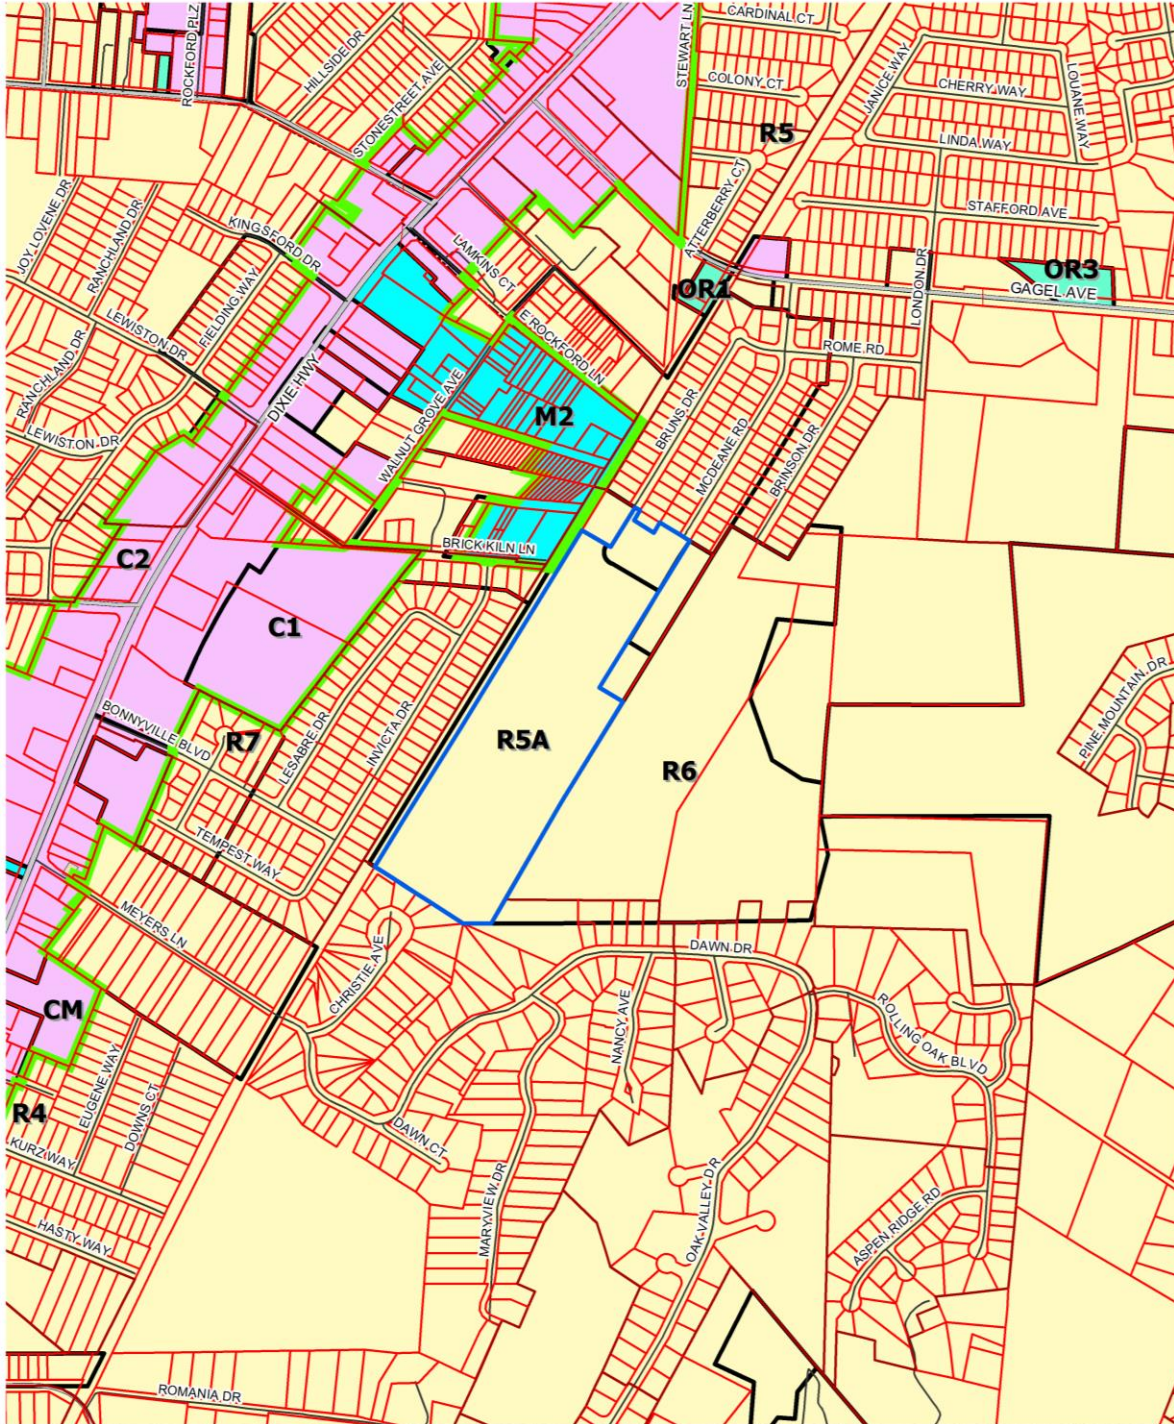 ROCKFORD PLZ
HILLSIDE DR
STONESTREET AVE
STEWART LN
CARDINAL CT
COLONY CT
R5
JANICE WAY
CHERRY WAY
LOUANE WAY
LINDA WAY
ATTERBERRY CT
STAFFORD AVE
JOY LOVENE DR
RANCHLAND DR
KINGSFORD DR
FIELDING WAY
LAMKINS CT
OR1
LONDON DR
OR3
GAGEL AVE
LEWISTON DR
RANCHLAND DR
E ROCKFORD LN
ROME RD
DIXIE HWY
WALNUT GROVE AVE
M2
BRUNS DR
MCDEANE RD
BRINSON DR
LEWISTON DR
BRICK KILN LN
C2
C1
PINE MOUNTAIN DR
BONNYVILLE BLVD
R7
LESABRE DR
INVICTA DR
R5A
R6
TEMPEST WAY
MEYERS LN
CHRISTIE AVE
DAWN DR
NANCY AVE
ROLLING OAK BLVD
CM
EUGENE WAY
DOWNS CT
R4
KURZ WAY
DAWN CT
MARYVIEW DR
OAK VALLEY DR
ASPEN RIDGE RD
HASTY WAY
ROMANIA DR